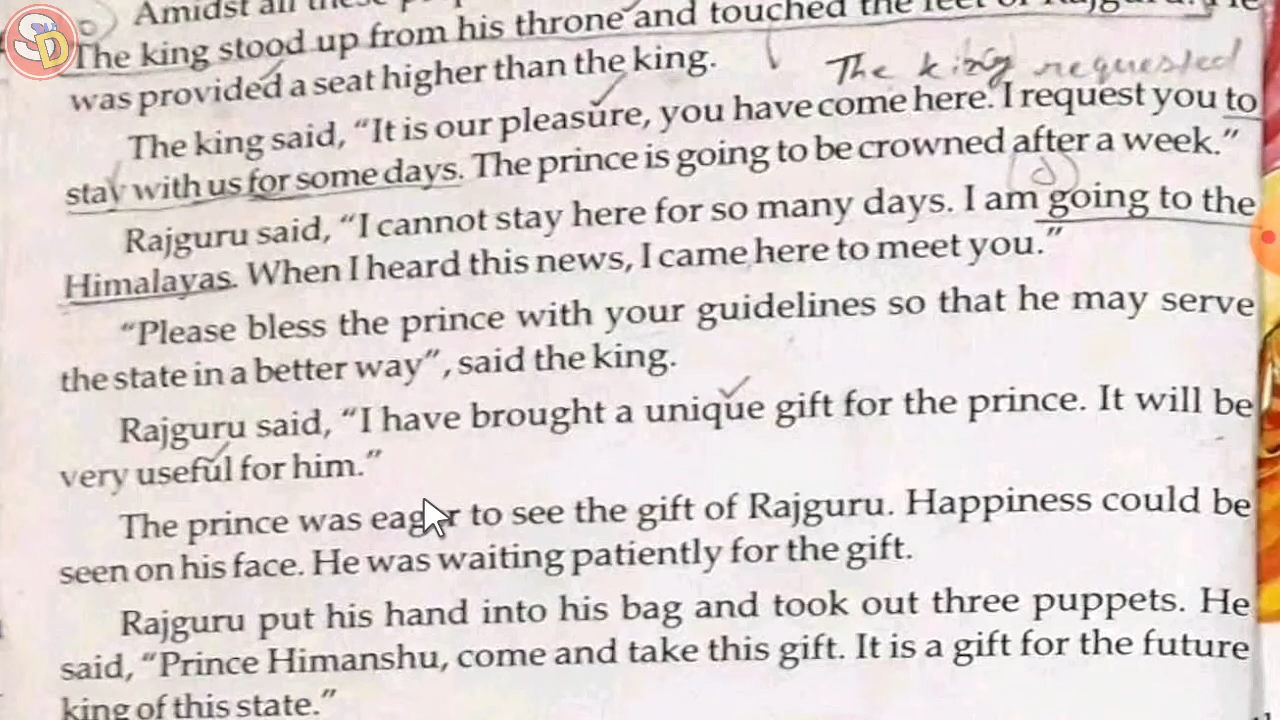 SD
Amidst all these
The king stood up from his throne and touched the feet of Rajguru. He
was provided a seat higher than the king.
The king requested
The king said, “It is our pleasure, you have come here. I request you to
stay with us for some days. The prince is going to be crowned after a week.”
Rajguru said, “I cannot stay here for so many days. I am going to the
Himalayas. When I heard this news, I came here to meet you.”
“Please bless the prince with your guidelines so that he may serve
the state in a better way”, said the king.
Rajguru said, “I have brought a unique gift for the prince. It will be
very useful for him.”
The prince was eager to see the gift of Rajguru. Happiness could be
seen on his face. He was waiting patiently for the gift.
Rajguru put his hand into his bag and took out three puppets. He
said, “Prince Himanshu, come and take this gift. It is a gift for the future
king of this state.”